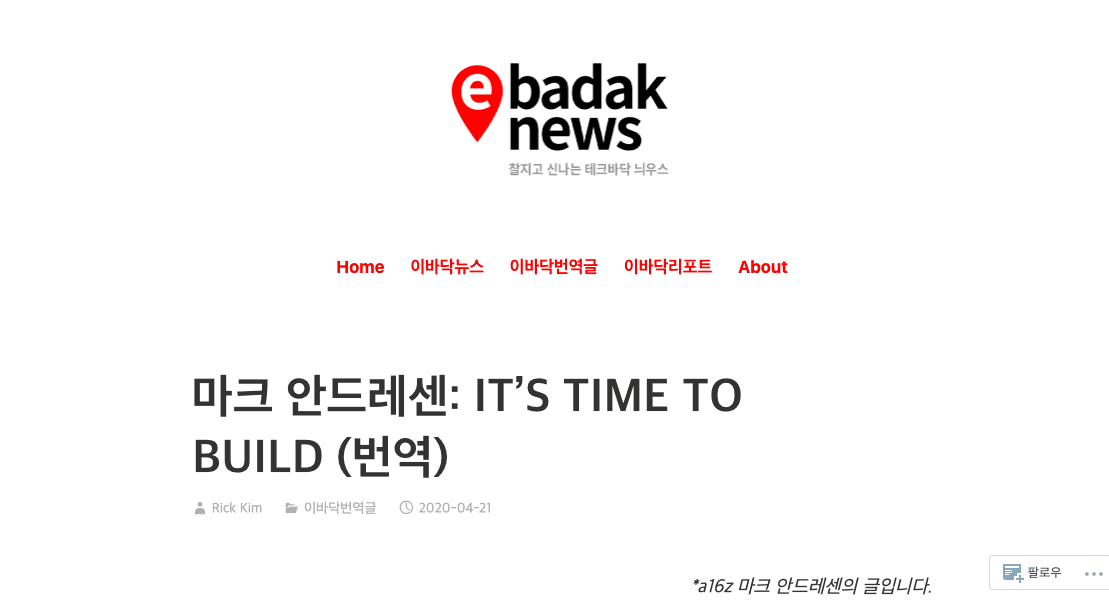 e badak
news
찰지고 신나는 테크바닥 늬우스
Home 이바닥뉴스 이바닥번역글 이바닥리포트 About
마크 안드레센: IT’S TIME TO
BUILD (번역)
Rick Kim 이바닥번역글 2020-04-21
*a16z 마크 안드레센의 글입니다.
팔로우